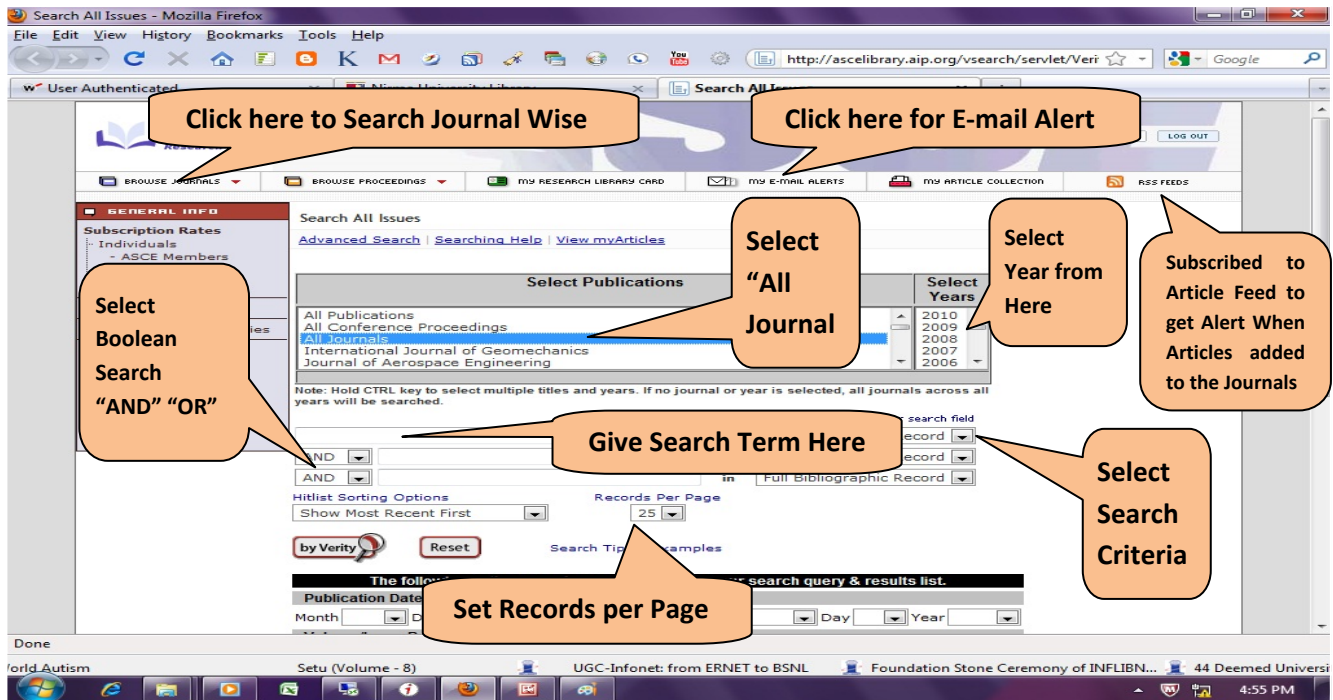 Search All Issues - Mozilla Firefox
File Edit View History Bookmarks Tools Help
http://ascelibrary.aip.org/vsearch/servlet/Veri
Google
User Authenticated
Search All
Click here to Search Journal Wise
Click here for E-mail Alert
LOG OUT
BROWSE JOURNALS
BROWSE PROCEEDINGS
MY RESEARCH LIBRARY CARD
MY E-MAIL ALERTS
MY ARTICLE COLLECTION
RSS FEEDS
GENERAL INFO
Subscription Rates
- Individuals
- ASCE Members
Search All Issues
Advanced Search | Searching Help | View myArticles
Select
"All
Journal
Select
Year from
Here
Subscribed to
Article Feed to
get Alert When
Articles added
to the Journals
Select
Boolean
Search
"AND" "OR"
Select Publications
Select
Years
All Publications
All Conference Proceedings
All Journals
International Journal of Geomechanics
Journal of Aerospace Engineering
2010
2009
2008
2007
2006
Note: Hold CTRL key to select multiple titles and years. If no journal or year is selected, all journals across all
years will be searched.
search field
Give Search Term Here
AND
AND
in
Full Bibliographic Record
Select
Search
Criteria
Hitlist Sorting Options
Records Per Page
Show Most Recent First
25
by Verity
Reset
Search
The
search query & results list.
Set Records per Page
Publication Date
Month
Day
Year
Done
Setu (Volume - 8)
UGC-Infonet: from ERNET to BSNL
Foundation Stone Ceremony of INFLIBN...
44 Deemed Universi
4:55 PM